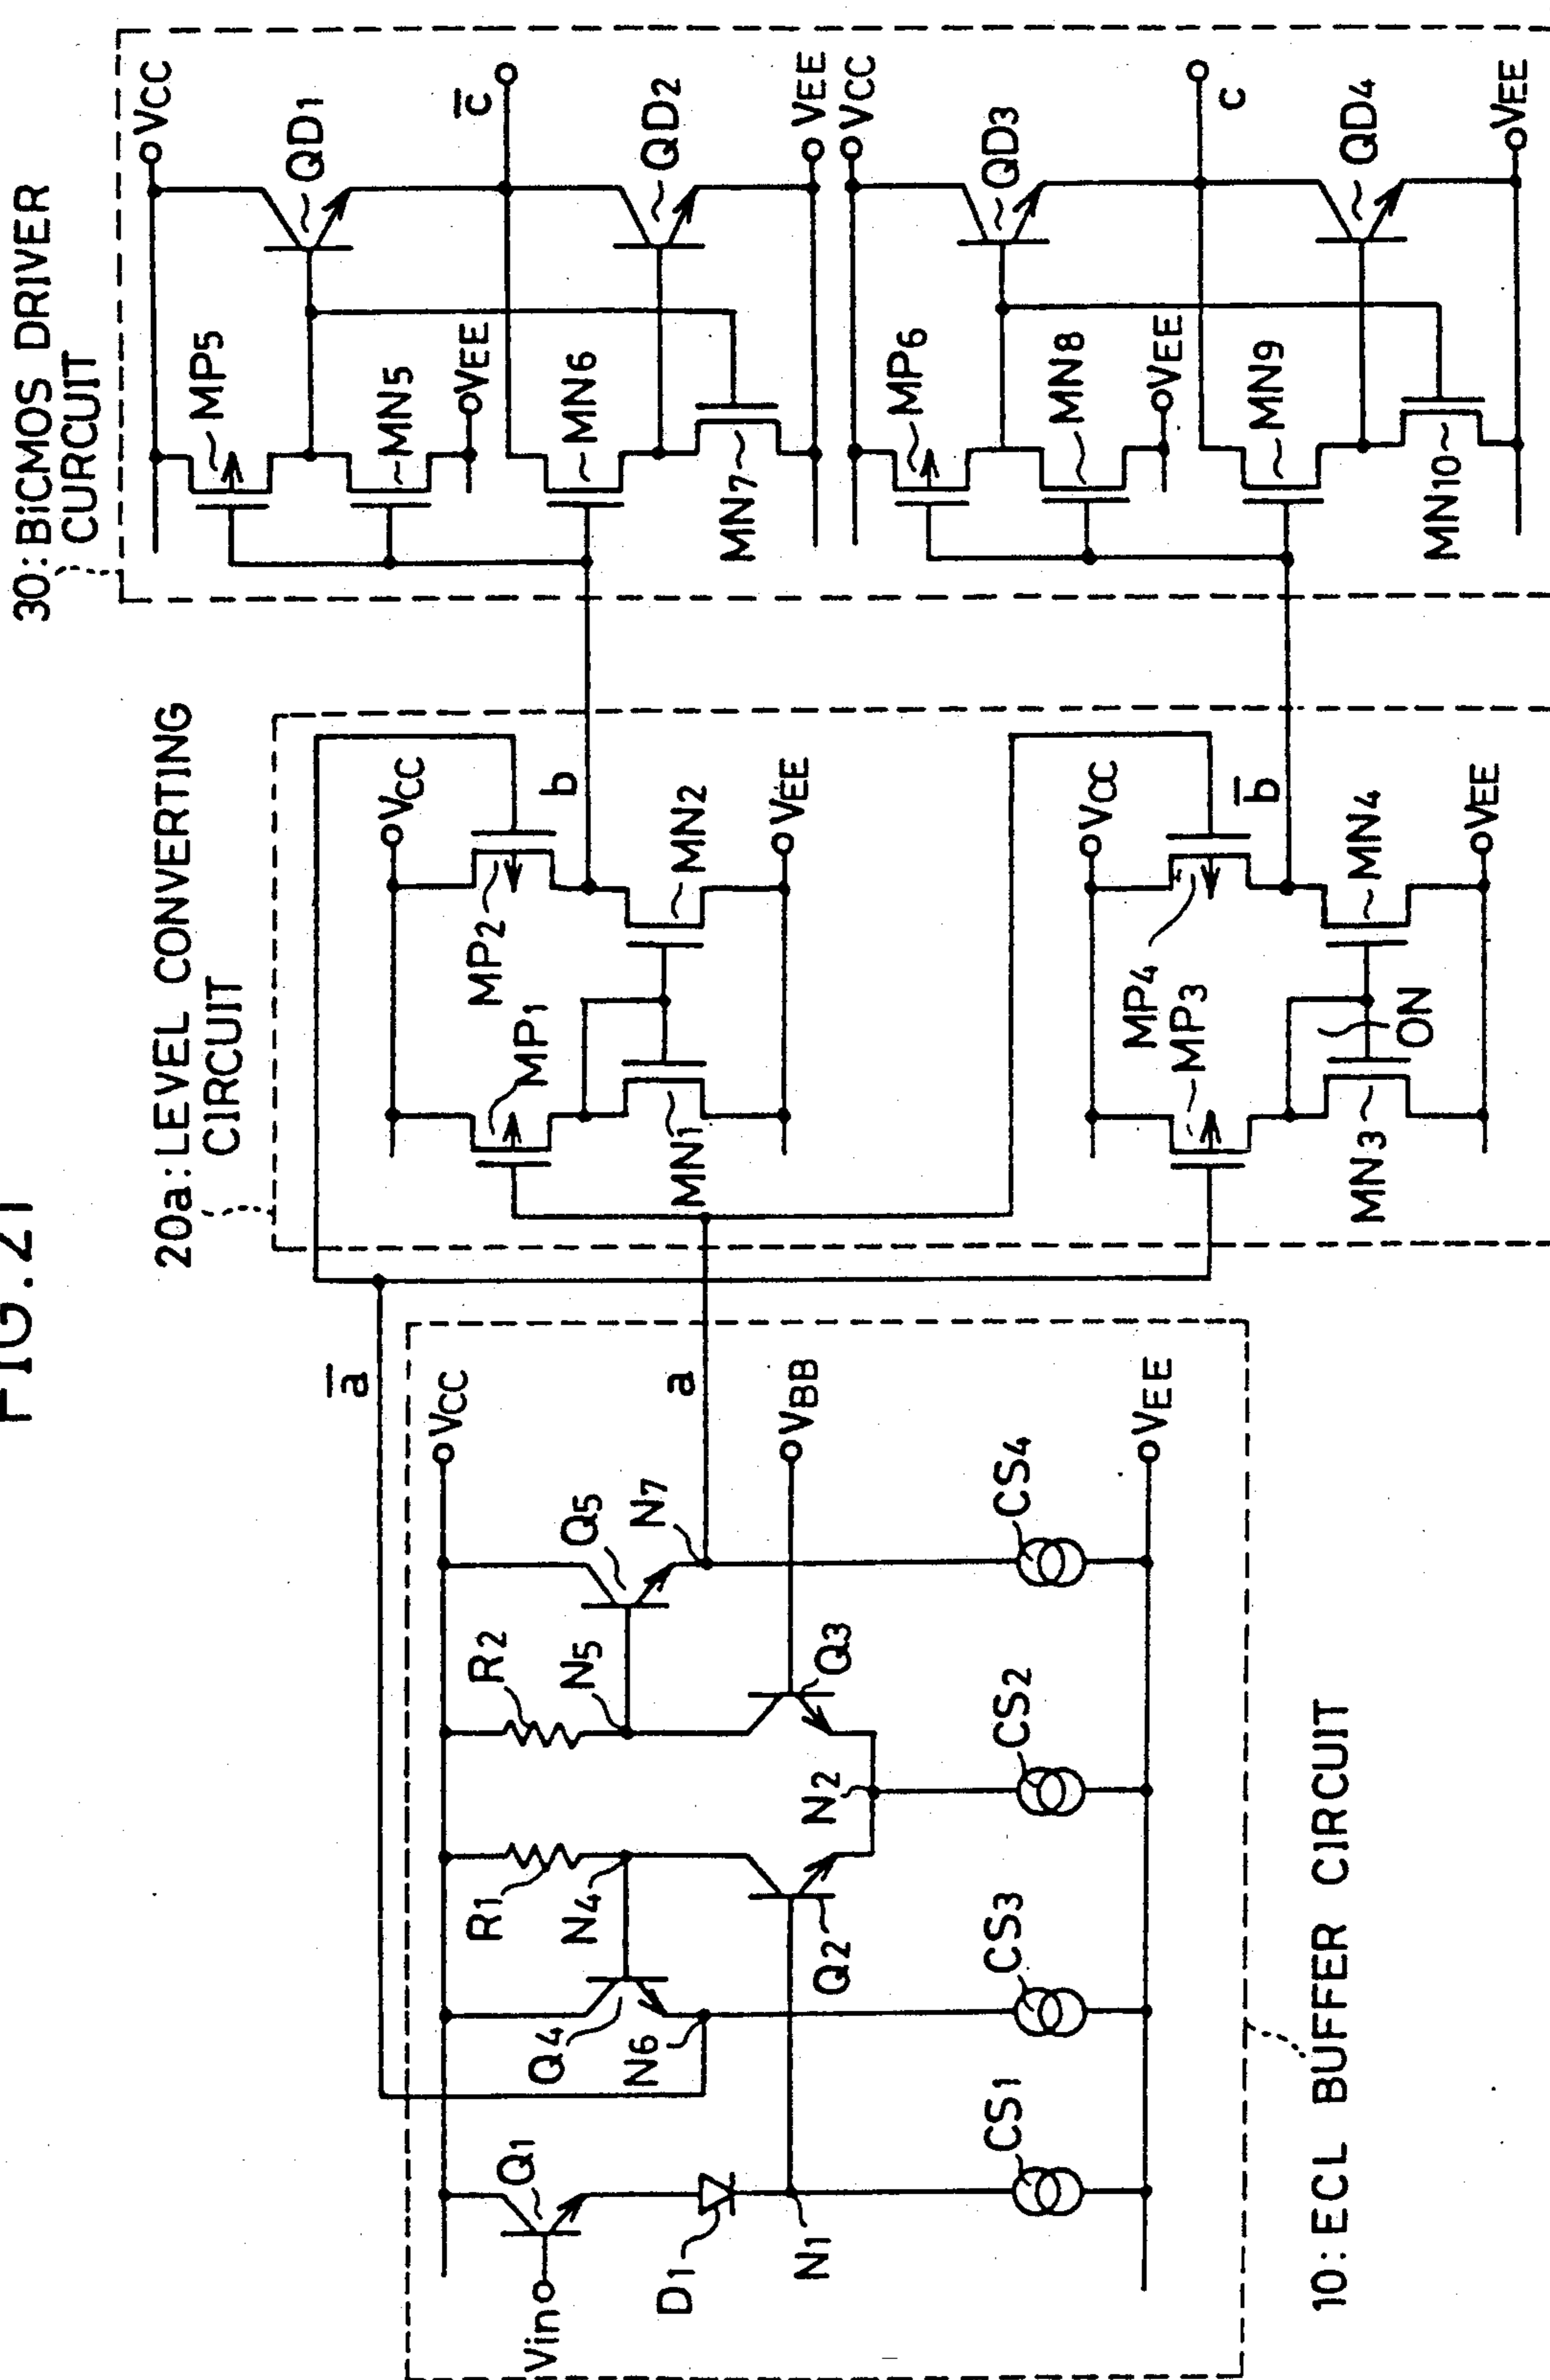 FIG.21
30:BiCMOS DRIVER
CURCUIT
20a:LEVEL CONVERTING
CIRCUIT
10:ECL BUFFER CIRCUIT
Vin
Q1
D1
N1
CS1
VCC
Q4
N6
CS3
R1
N4
Q2
N2
CS2
R2
N5
Q3
Q5
N7
CS4
VBB
VEE
a̅
a
VCC
MP1
MP2
MN1
MN2
b
VEE
VCC
MP4
MP3
MN3
ON
MN4
b̅
VEE
VCC
MP5
QD1
MN5
VEE
c̅
MN6
QD2
MN7
VEE
VCC
MP6
QD3
MN8
VEE
MN9
c
QD4
MN10
VEE